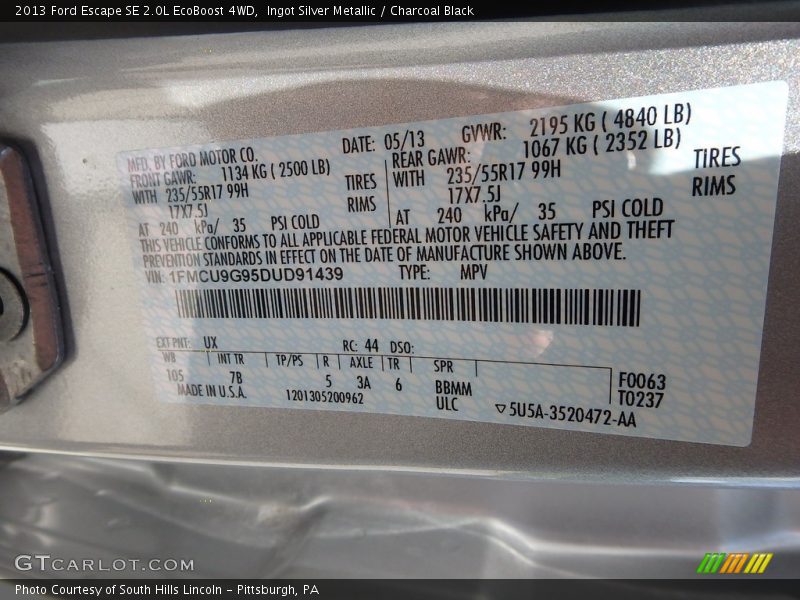 2013 Ford Escape SE 2.0L EcoBoost 4WD,  Ingot Silver Metallic / Charcoal Black
MFD. BY FORD MOTOR CO. DATE: 05/13 GVWR: 2195 KG ( 4840 LB)
FRONT GAWR: 1134 KG ( 2500 LB) REAR GAWR: 1067 KG ( 2352 LB)
WITH 235/55R17 99H TIRES WITH 235/55R17 99H TIRES
17X7.5J RIMS 17X7.5J RIMS
AT 240 kPa/ 35 PSI COLD AT 240 kPa/ 35 PSI COLD
THIS VEHICLE CONFORMS TO ALL APPLICABLE FEDERAL MOTOR VEHICLE SAFETY AND THEFT
PREVENTION STANDARDS IN EFFECT ON THE DATE OF MANUFACTURE SHOWN ABOVE.
VIN: 1FMCU9G95DUD91439 TYPE: MPV
EXT PNT: UX RC: 44 DSO:
WB INT TR TP/PS R AXLE TR SPR
105 7B 5 3A 6 BBMM F0063
MADE IN U.S.A. 1201305200962 ULC T0237
▽5U5A-3520472-AA
GTCARLOT.COM
Photo Courtesy of South Hills Lincoln - Pittsburgh, PA